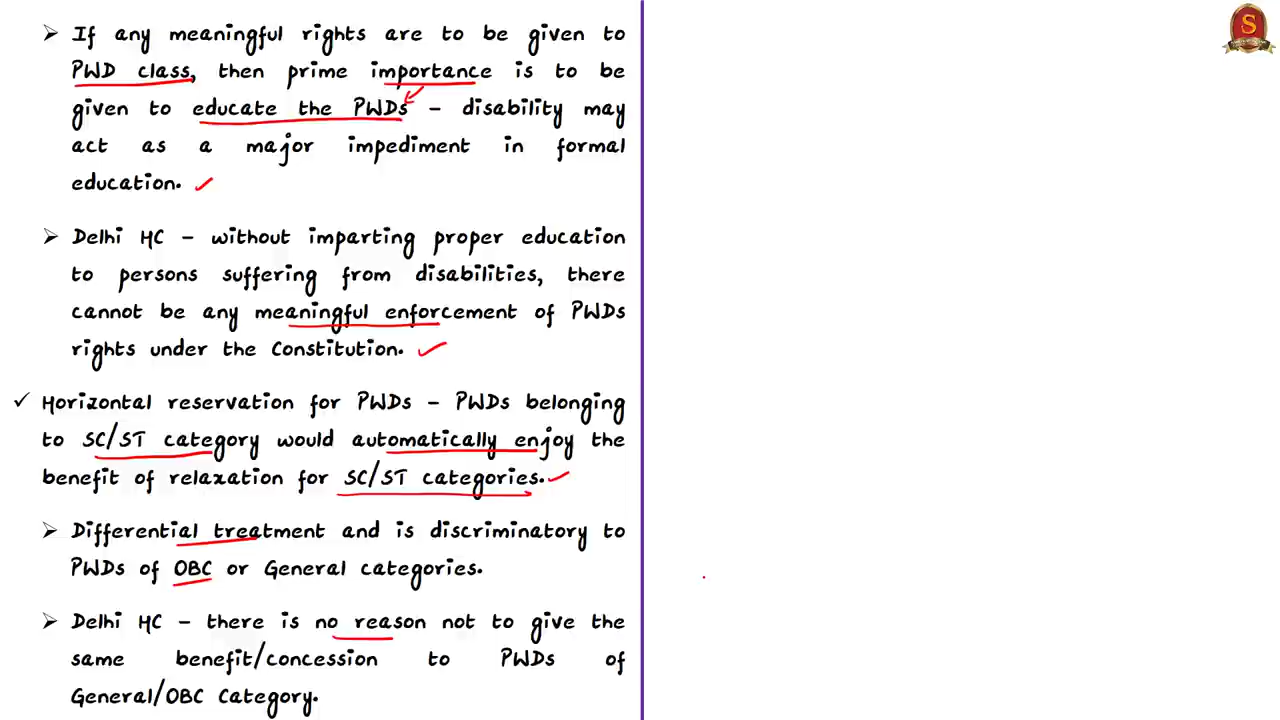 ➢ If any meaningful rights are to be given to
PWD class, then prime importance is to be
given to educate the PWDs – disability may
act as a major impediment in formal
education.
➢ Delhi HC – without imparting proper education
to persons suffering from disabilities, there
cannot be any meaningful enforcement of PWDs
rights under the Constitution.
✓ Horizontal reservation for PWDs – PWDs belonging
to SC/ST category would automatically enjoy the
benefit of relaxation for SC/ST categories.
➢ Differential treatment and is discriminatory to
PWDs of OBC or General categories.
➢ Delhi HC – there is no reason not to give the
same benefit/concession to PWDs of
General/OBC Category.
S